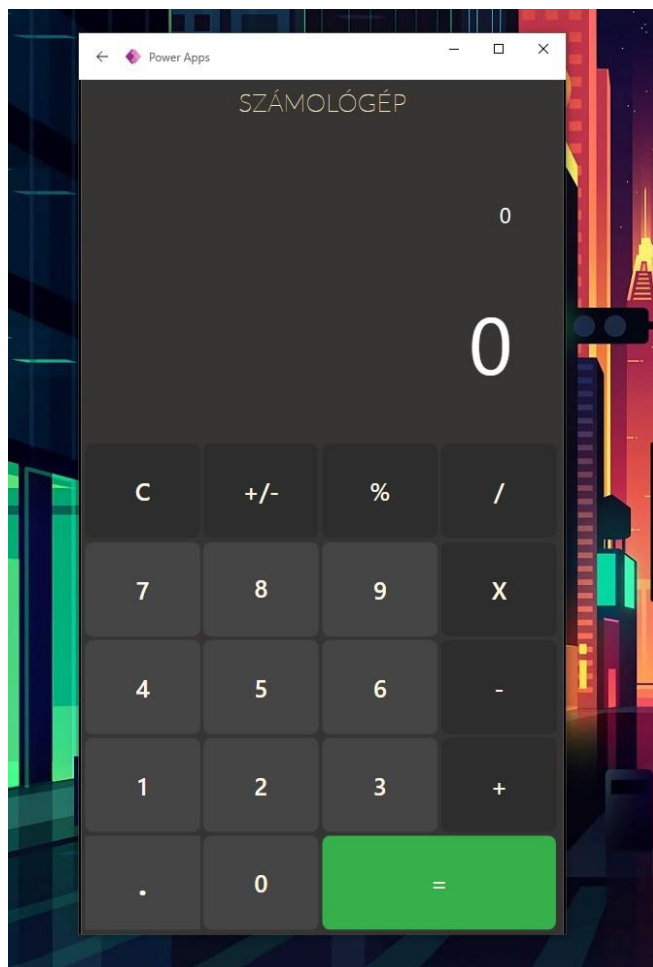 Power Apps
SZÁMOLÓGÉP
0
0
C +/- % /
7 8 9 X
4 5 6 -
1 2 3 +
. 0 =